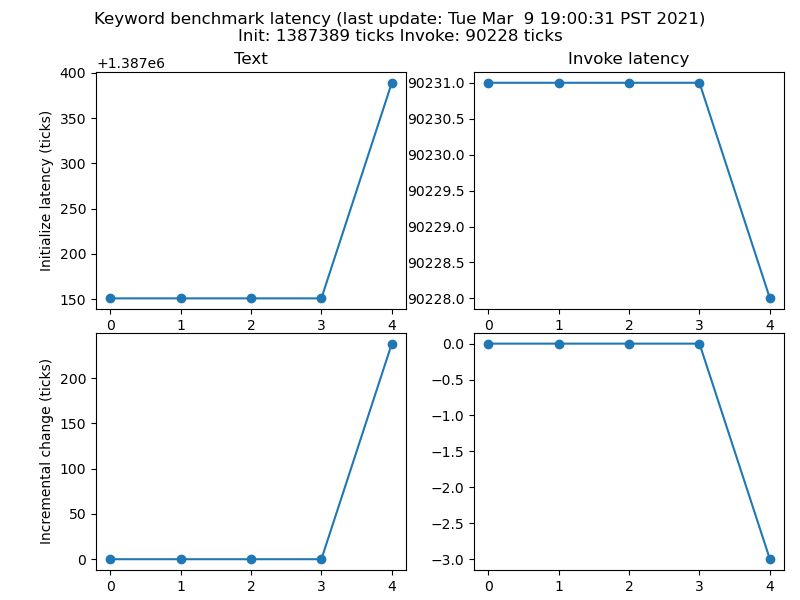 Keyword benchmark latency (last update: Tue Mar  9 19:00:31 PST 2021)
Init: 1387389 ticks Invoke: 90228 ticks
Text
Invoke latency
+1.387e6
Initialize latency (ticks)
400
350
300
250
200
150
0 1 2 3 4
90231.0
90230.5
90230.0
90229.5
90229.0
90228.5
90228.0
0 1 2 3 4
Incremental change (ticks)
200
150
100
50
0
0 1 2 3 4
0.0
−0.5
−1.0
−1.5
−2.0
−2.5
−3.0
0 1 2 3 4